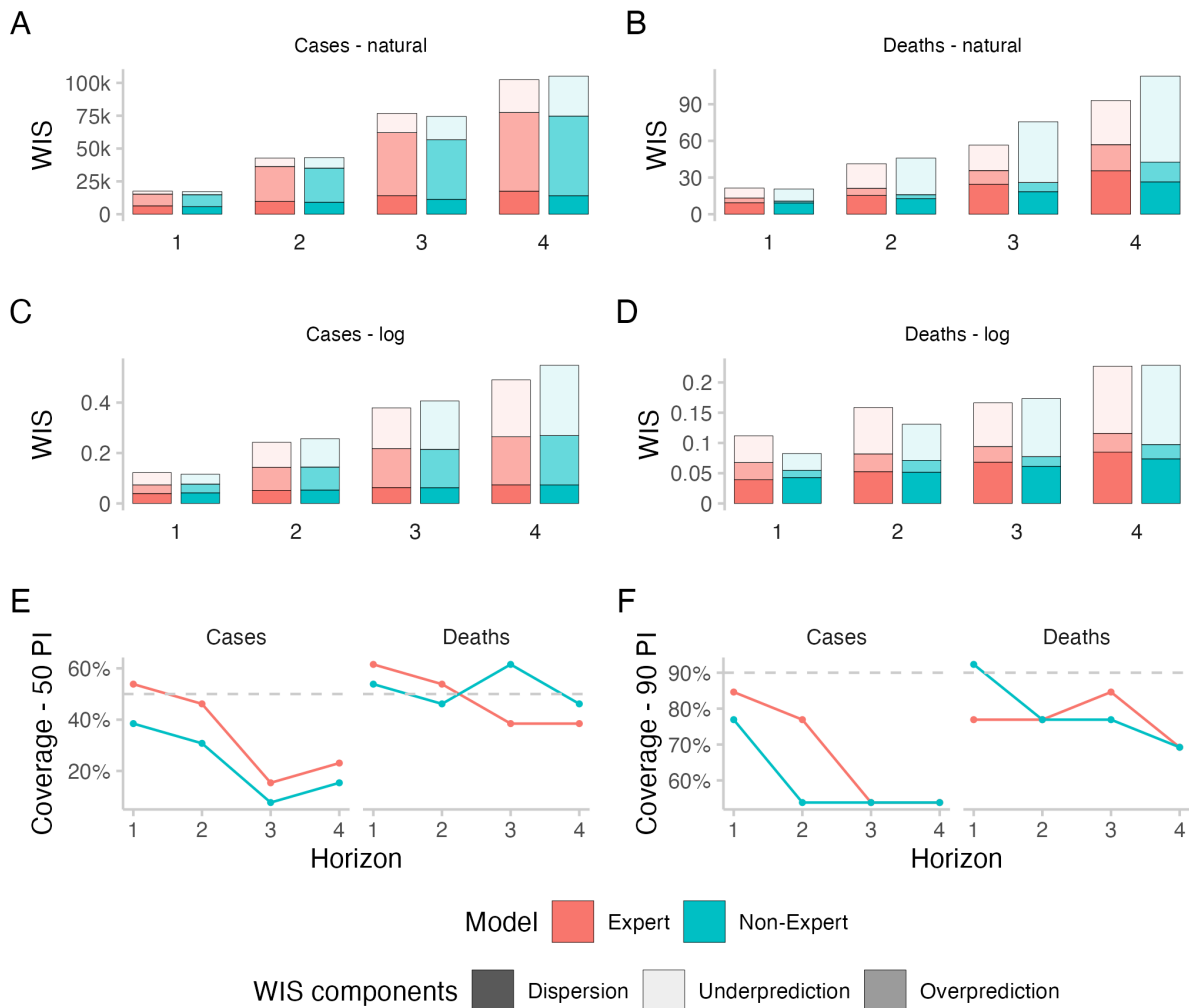 A
Cases - natural
WIS
100k
75k
50k
25k
0
1 2 3 4
B
Deaths - natural
WIS
90
60
30
0
1 2 3 4
C
Cases - log
WIS
0.4
0.2
0
1 2 3 4
D
Deaths - log
WIS
0.2
0.15
0.1
0.05
0
1 2 3 4
E
Cases Deaths
Coverage - 50 PI
60%
40%
20%
1 2 3 4 1 2 3 4
Horizon
F
Cases Deaths
Coverage - 90 PI
90%
80%
70%
60%
1 2 3 4 1 2 3 4
Horizon
Model Expert Non-Expert
WIS components Dispersion Underprediction Overprediction